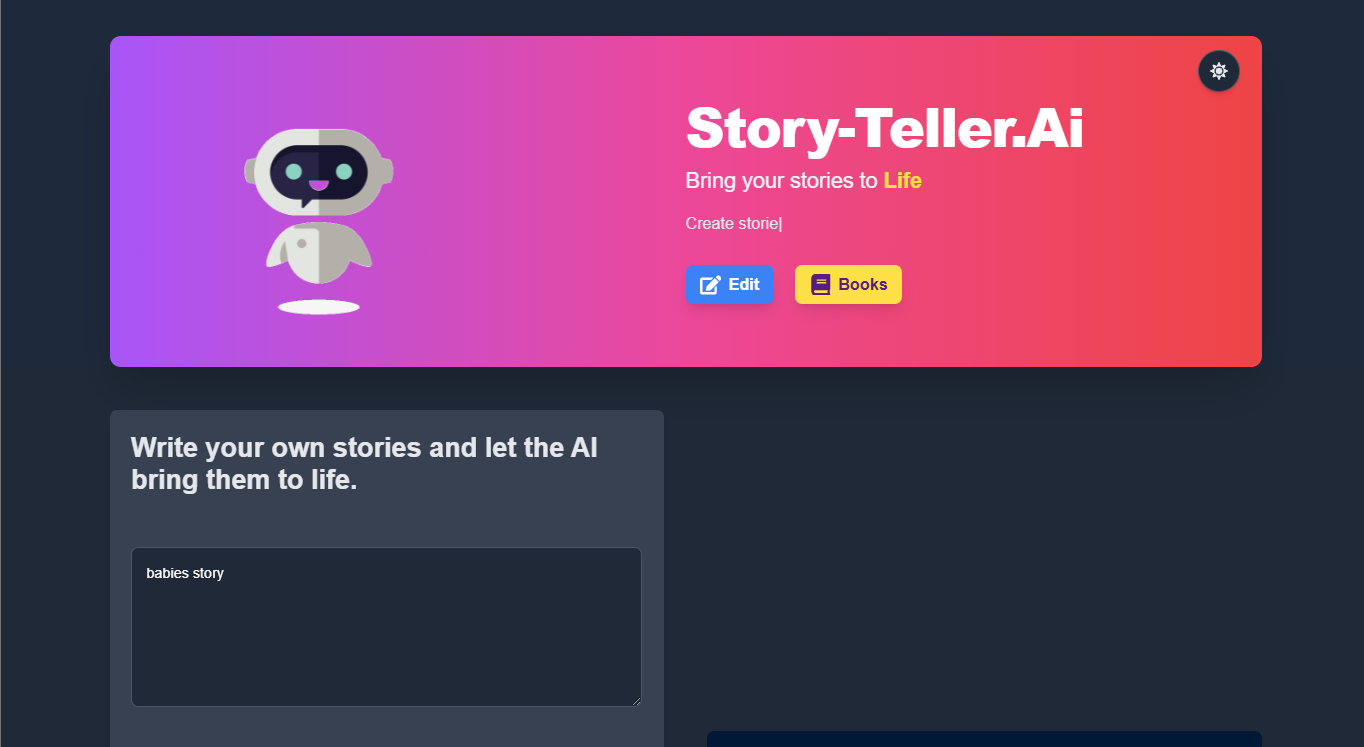 Story-Teller.Ai
Bring your stories to Life
Create storie|
Edit
Books
Write your own stories and let the AI
bring them to life.
babies story